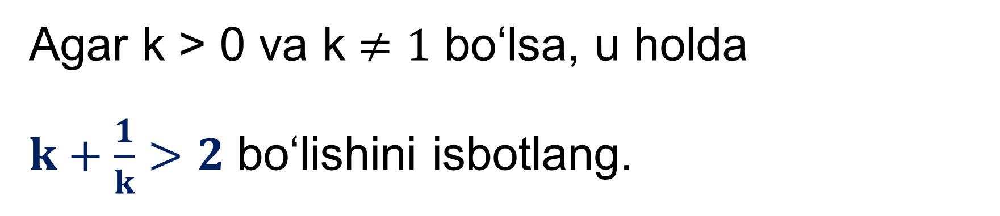 Agar k > 0 va k ≠ 1 bo‘lsa, u holda
k + 1/k > 2 bo‘lishini isbotlang.